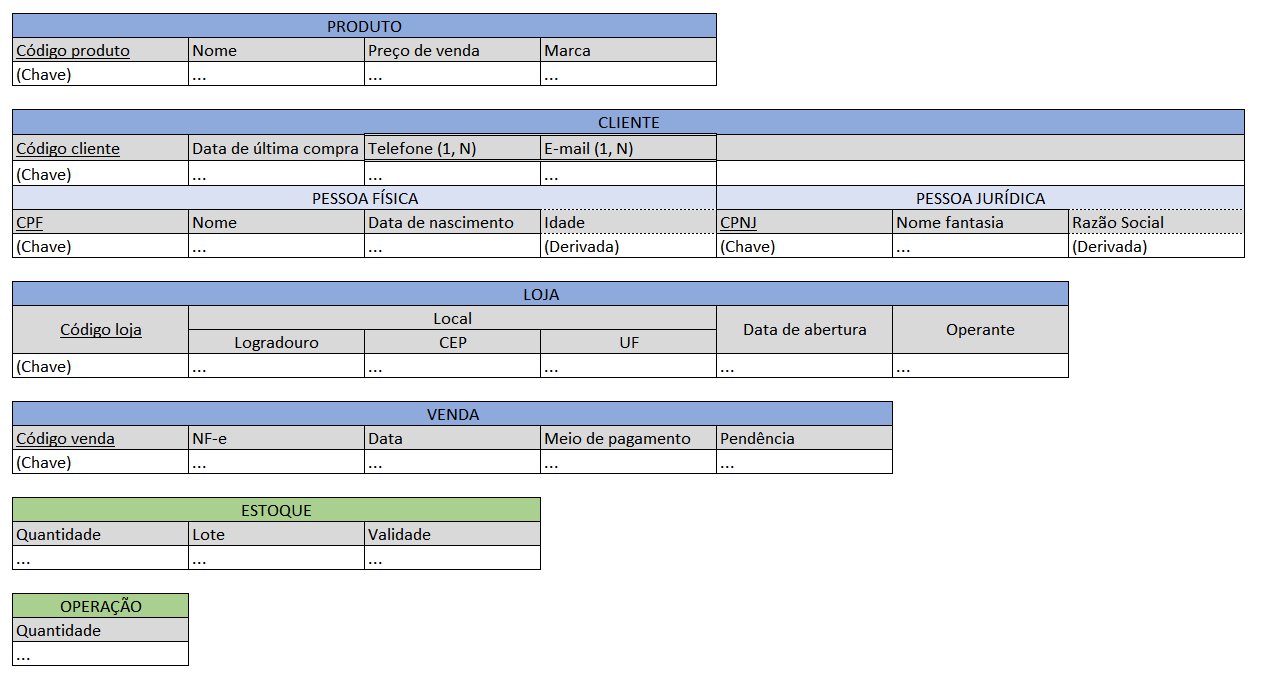 PRODUTO
Código produto Nome Preço de venda Marca
(Chave) ... ... ...
CLIENTE
Código cliente Data de última compra Telefone (1, N) E-mail (1, N)
(Chave) ... ... ...
PESSOA FÍSICA PESSOA JURÍDICA
CPF Nome Data de nascimento Idade CPNJ Nome fantasia Razão Social
(Chave) ... ... (Derivada) (Chave) ... (Derivada)
LOJA
Código loja Local Data de abertura Operante
Logradouro CEP UF
(Chave) ... ... ... ... ...
VENDA
Código venda NF-e Data Meio de pagamento Pendência
(Chave) ... ... ... ...
ESTOQUE
Quantidade Lote Validade
... ... ...
OPERAÇÃO
Quantidade
...